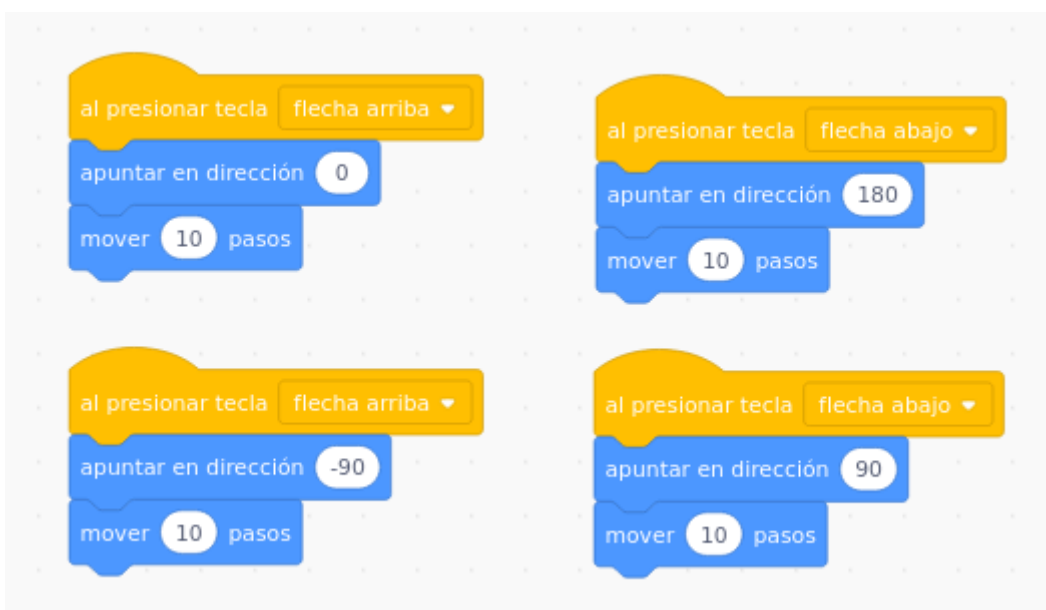 al presionar tecla flecha arriba
apuntar en dirección 0
mover 10 pasos
al presionar tecla flecha abajo
apuntar en dirección 180
mover 10 pasos
al presionar tecla flecha arriba
apuntar en dirección -90
mover 10 pasos
al presionar tecla flecha abajo
apuntar en dirección 90
mover 10 pasos